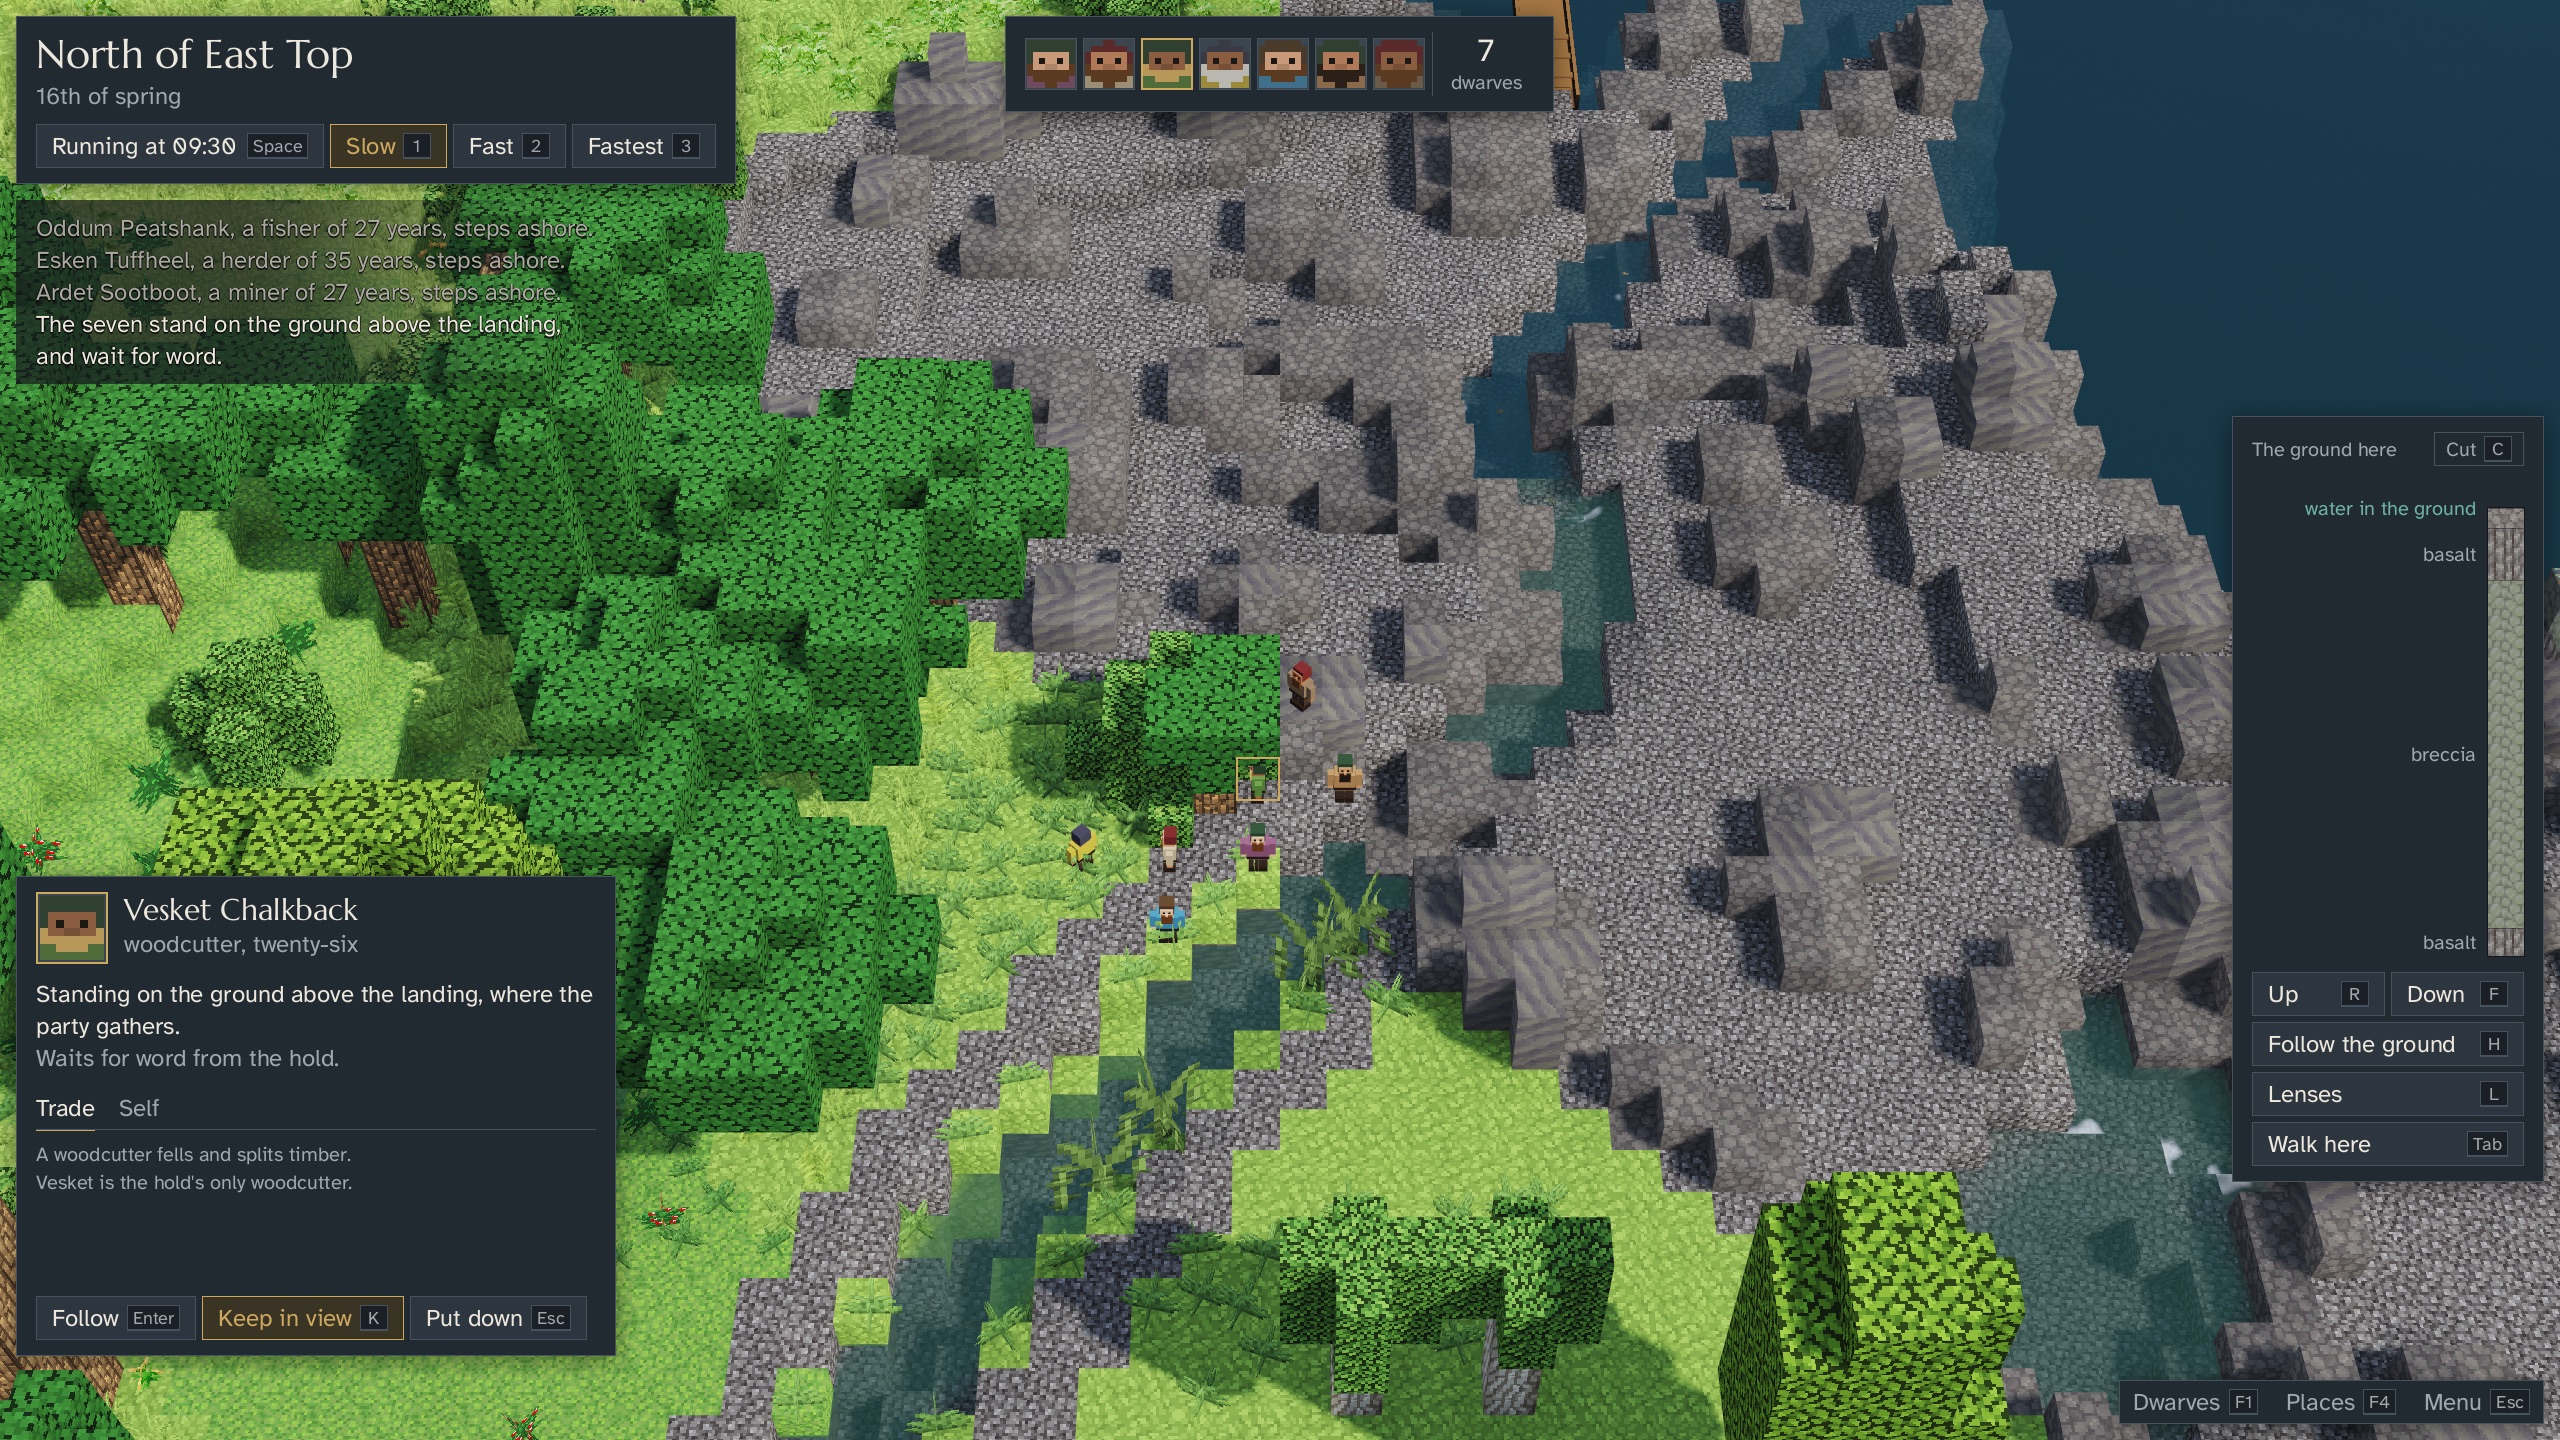 North of East Top
16th of spring
Running at 09:30 Space
Slow 1
Fast 2
Fastest 3
7
dwarves
Oddum Peatshank, a fisher of 27 years, steps ashore.
Esken Tuffheel, a herder of 35 years, steps ashore.
Ardet Sootboot, a miner of 27 years, steps ashore.
The seven stand on the ground above the landing,
and wait for word.
The ground here
Cut C
water in the ground
basalt
breccia
basalt
Up R
Down F
Follow the ground H
Lenses L
Walk here Tab
Vesket Chalkback
woodcutter, twenty-six
Standing on the ground above the landing, where the
party gathers.
Waits for word from the hold.
Trade
Self
A woodcutter fells and splits timber.
Vesket is the hold's only woodcutter.
Follow Enter
Keep in view K
Put down Esc
Dwarves F1
Places F4
Menu Esc